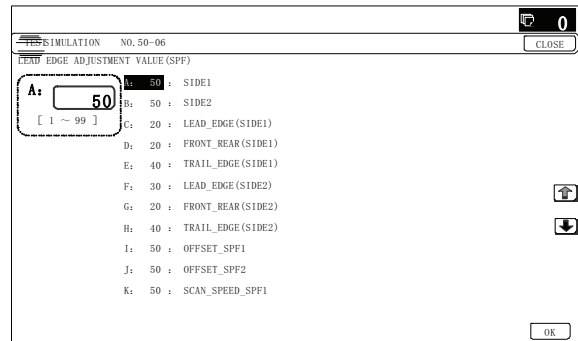 0
TEST SIMULATION NO.50-06
CLOSE
LEAD EDGE ADJUSTMENT VALUE(SPF)
A: 50
[ 1 ~ 99 ]
A: 50 : SIDE1
B: 50 : SIDE2
C: 20 : LEAD_EDGE(SIDE1)
D: 20 : FRONT_REAR(SIDE1)
E: 40 : TRAIL_EDGE(SIDE1)
F: 30 : LEAD_EDGE(SIDE2)
G: 20 : FRONT_REAR(SIDE2)
H: 40 : TRAIL_EDGE(SIDE2)
I: 50 : OFFSET_SPF1
J: 50 : OFFSET_SPF2
K: 50 : SCAN_SPEED_SPF1
OK